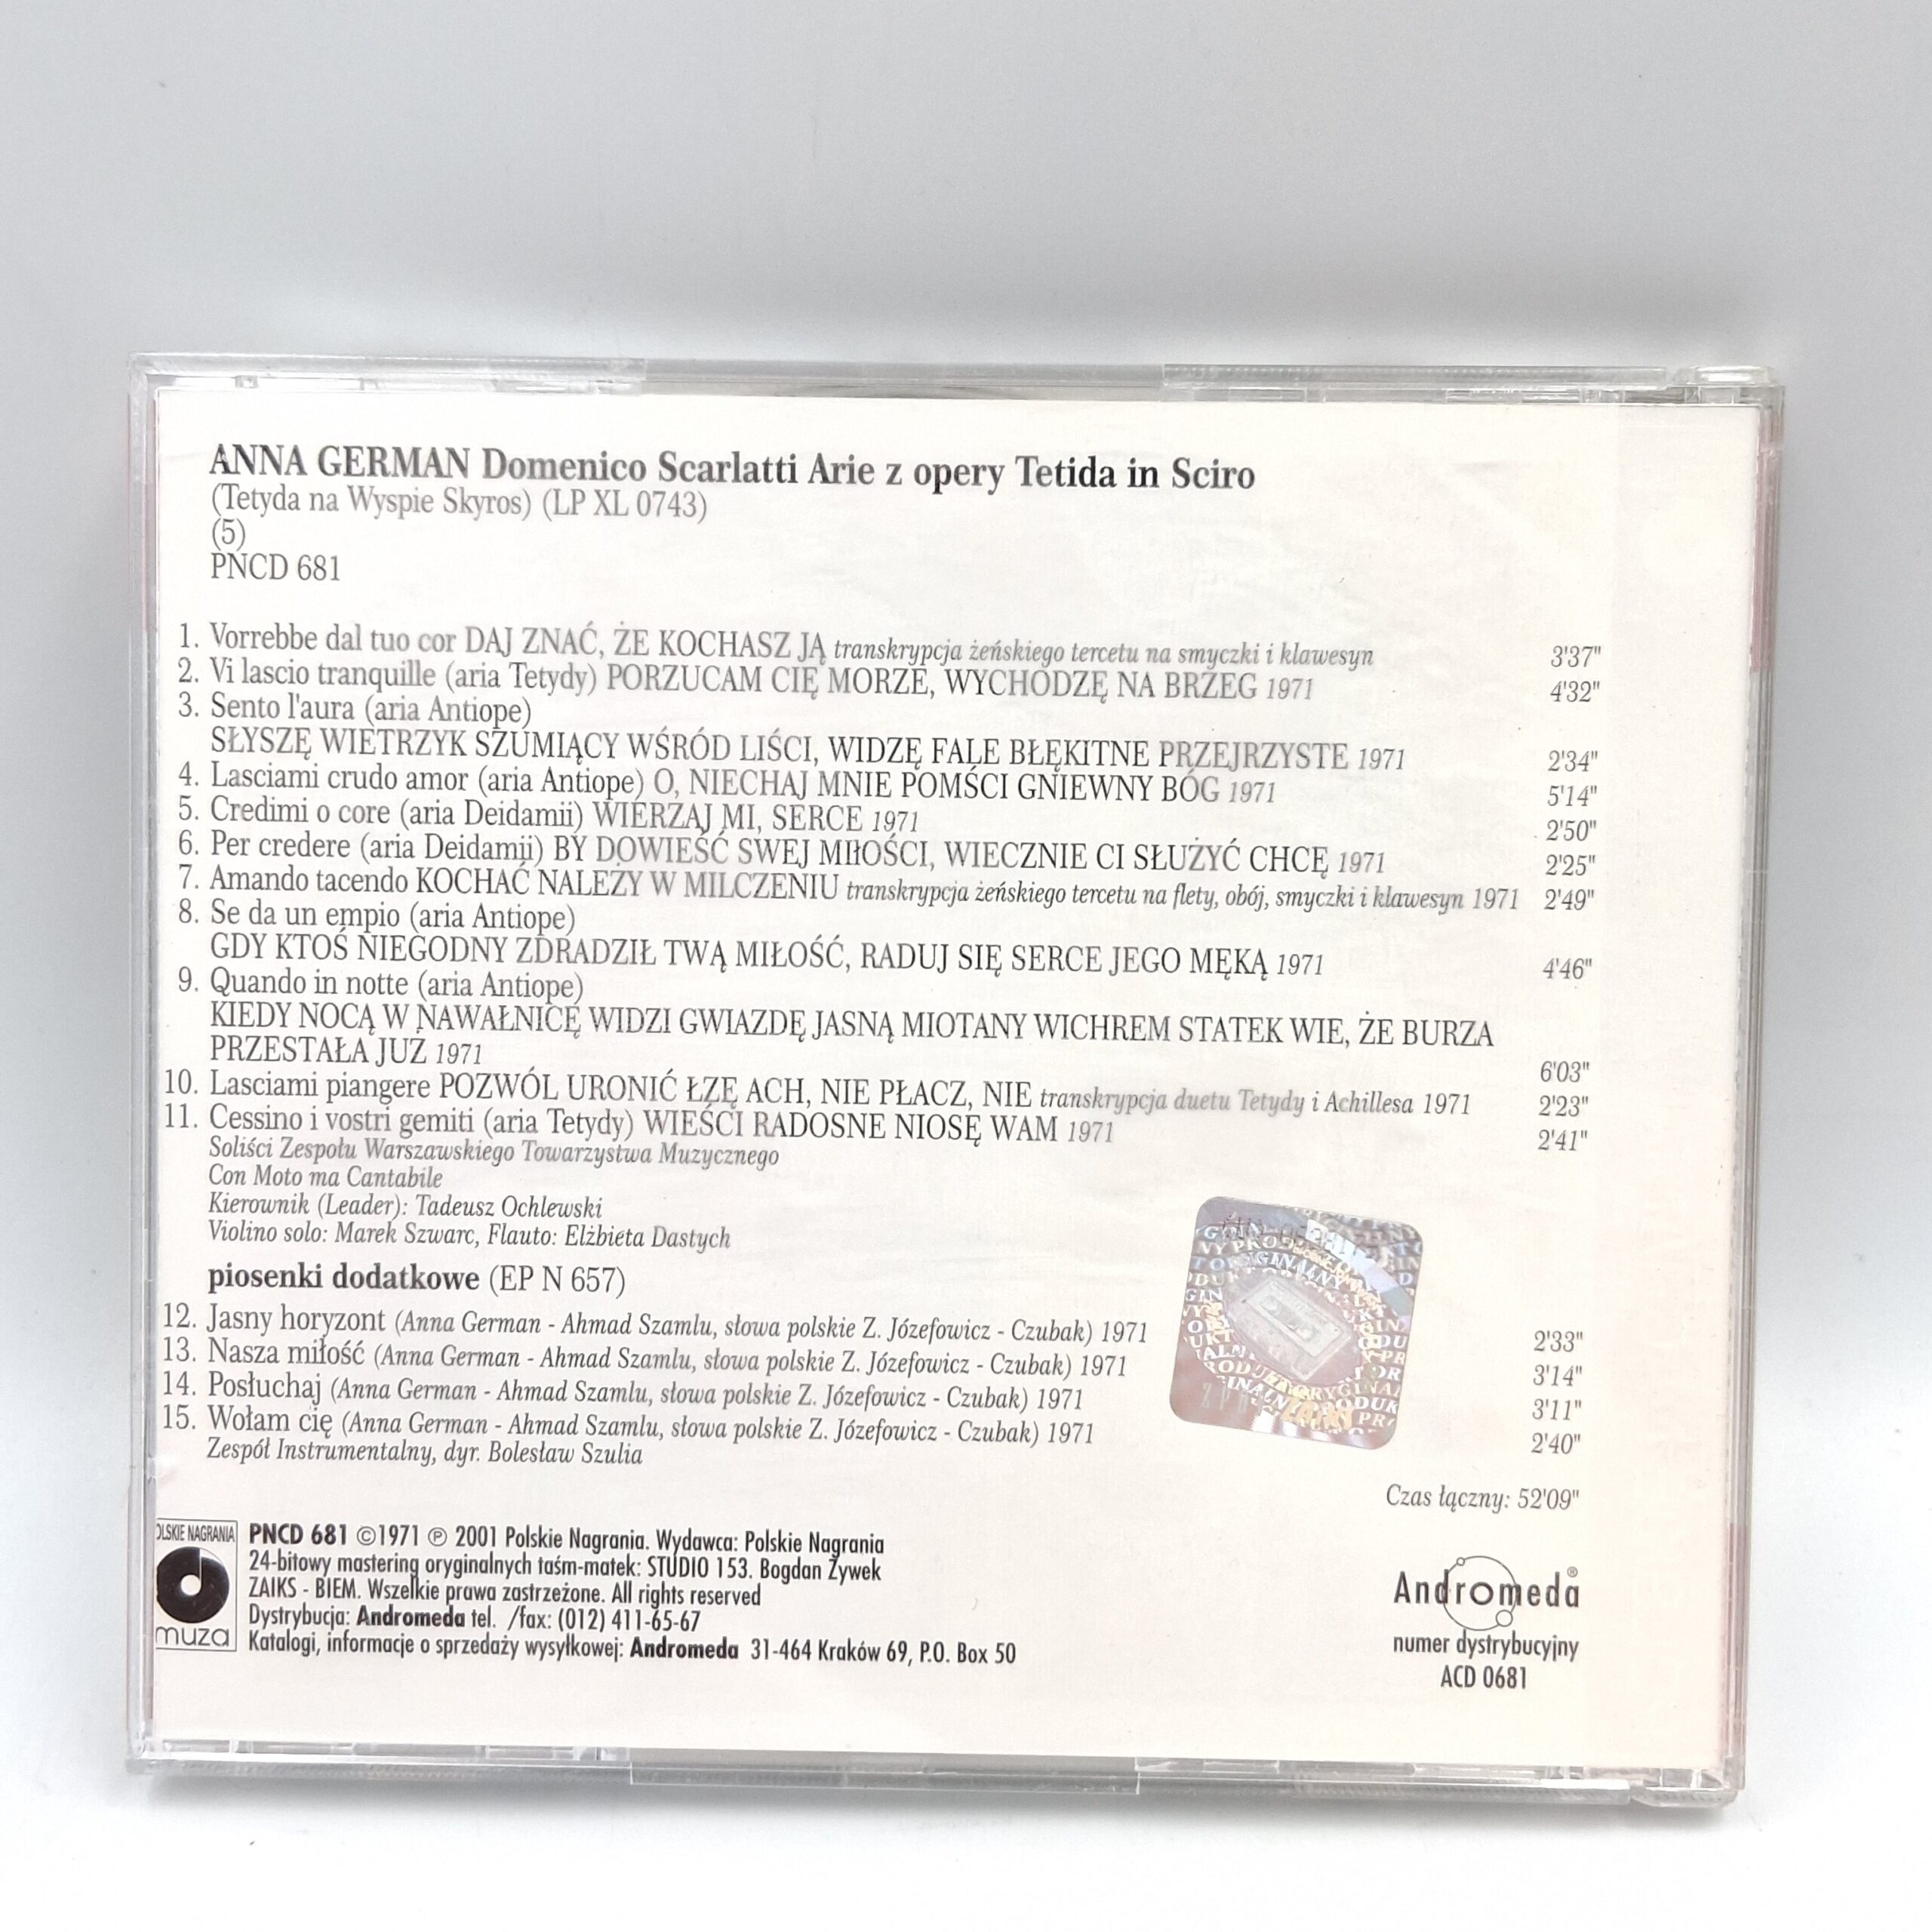 ANNA GERMAN Domenico Scarlatti Arie z opery Tetida in Sciro
(Tetyda na Wyspie Skyros) (LP XL 0743)
(5)
PNCD 681
1. Vorrebbe dal tuo cor DAJ ZNAĆ, ŻE KOCHASZ JĄ transkrypcja żeńskiego tercetu na smyczki i klawesyn 3'37"
2. Vi lascio tranquille (aria Tetydy) PORZUCAM CIĘ MORZE, WYCHODZĘ NA BRZEG 1971 4'32"
3. Sento l'aura (aria Antiope)
SŁYSZĘ WIETRZYK SZUMIĄCY WŚRÓD LIŚCI, WIDZĘ FALE BŁĘKITNE PRZEJRZYSTE 1971 2'34"
4. Lasciami crudo amor (aria Antiope) O, NIECHAJ MNIE POMŚCI GNIEWNY BÓG 1971 5'14"
5. Credimi o core (aria Deidamii) WIERZAJ MI, SERCE 1971 2'50"
6. Per credere (aria Deidamii) BY DOWIEŚĆ SWEJ MIłOŚCI, WIECZNIE CI SŁUŻYĆ CHCĘ 1971 2'25"
7. Amando tacendo KOCHAĆ NALEŻY W MILCZENIU transkrypcja żeńskiego tercetu na flety, obój, smyczki i klawesyn 1971 2'49"
8. Se da un empio (aria Antiope)
GDY KTOŚ NIEGODNY ZDRADZIŁ TWĄ MIŁOŚĆ, RADUJ SIĘ SERCE JEGO MĘKĄ 1971 4'46"
9. Quando in notte (aria Antiope)
KIEDY NOCĄ W NAWAŁNICĘ WIDZI GWIAZDĘ JASNĄ MIOTANY WICHREM STATEK WIE, ŻE BURZA
PRZESTAŁA JUŻ 1971 6'03"
10. Lasciami piangere POZWÓL URONIĆ ŁZĘ ACH, NIE PŁACZ, NIE transkrypcja duetu Tetydy i Achillesa 1971 2'23"
11. Cessino i vostri gemiti (aria Tetydy) WIEŚCI RADOSNE NIOSĘ WAM 1971 2'41"
Soliści Zespołu Warszawskiego Towarzystwa Muzycznego
Con Moto ma Cantabile
Kierownik (Leader): Tadeusz Ochlewski
Violino solo: Marek Szwarc, Flauto: Elżbieta Dastych
piosenki dodatkowe (EP N 657)
12. Jasny horyzont (Anna German - Ahmad Szamlu, słowa polskie Z. Józefowicz - Czubak) 1971 2'33"
13. Nasza miłość (Anna German - Ahmad Szamlu, słowa polskie Z. Józefowicz - Czubak) 1971 3'14"
14. Posłuchaj (Anna German - Ahmad Szamlu, słowa polskie Z. Józefowicz - Czubak) 1971 3'11"
15. Wołam cię (Anna German - Ahmad Szamlu, słowa polskie Z. Józefowicz - Czubak) 1971 2'40"
Zespół Instrumentalny, dyr. Bolesław Szulia
Czas łączny: 52'09"
OLSKIE NAGRANIA
muza
PNCD 681 ©1971 ℗ 2001 Polskie Nagrania. Wydawca: Polskie Nagrania
24-bitowy mastering oryginalnych taśm-matek: STUDIO 153. Bogdan Żywek
ZAIKS - BIEM. Wszelkie prawa zastrzeżone. All rights reserved
Dystrybucja: Andromeda tel. /fax: (012) 411-65-67
Katalogi, informacje o sprzedaży wysyłkowej: Andromeda 31-464 Kraków 69, P.O. Box 50
Andromeda®
numer dystrybucyjny
ACD 0681